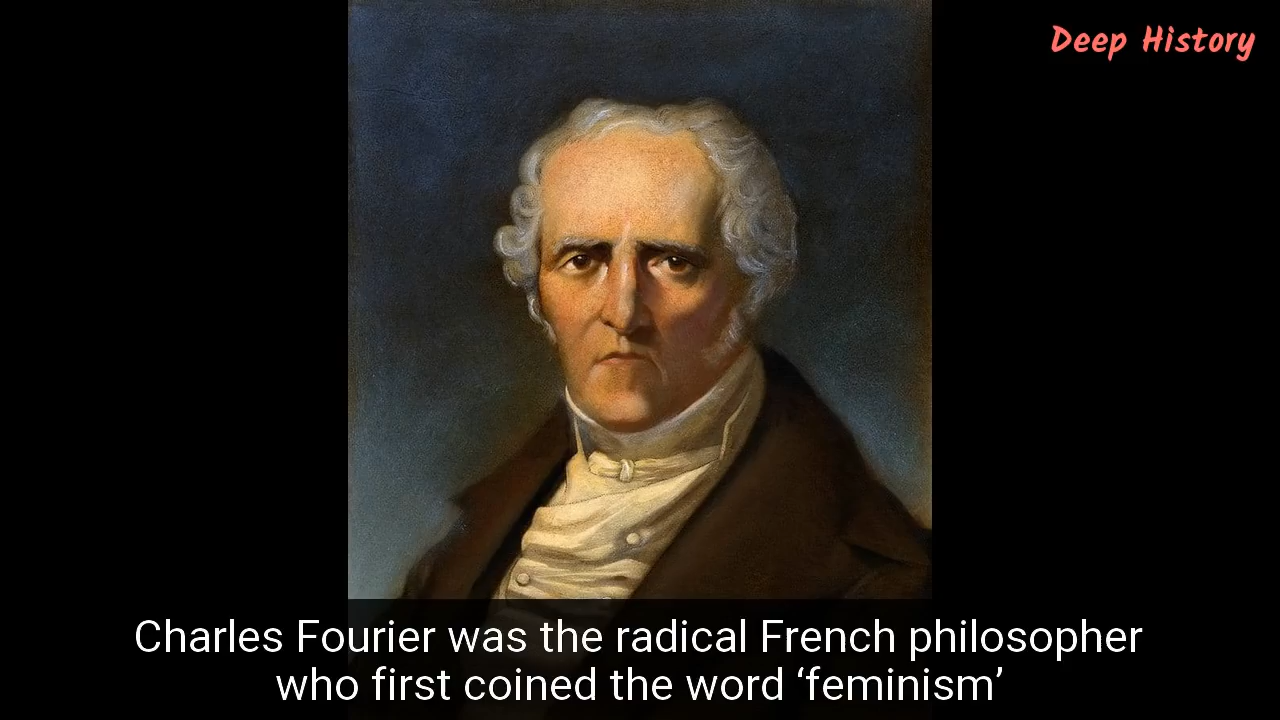 Deep History
Charles Fourier was the radical French philosopher
who first coined the word ‘feminism’